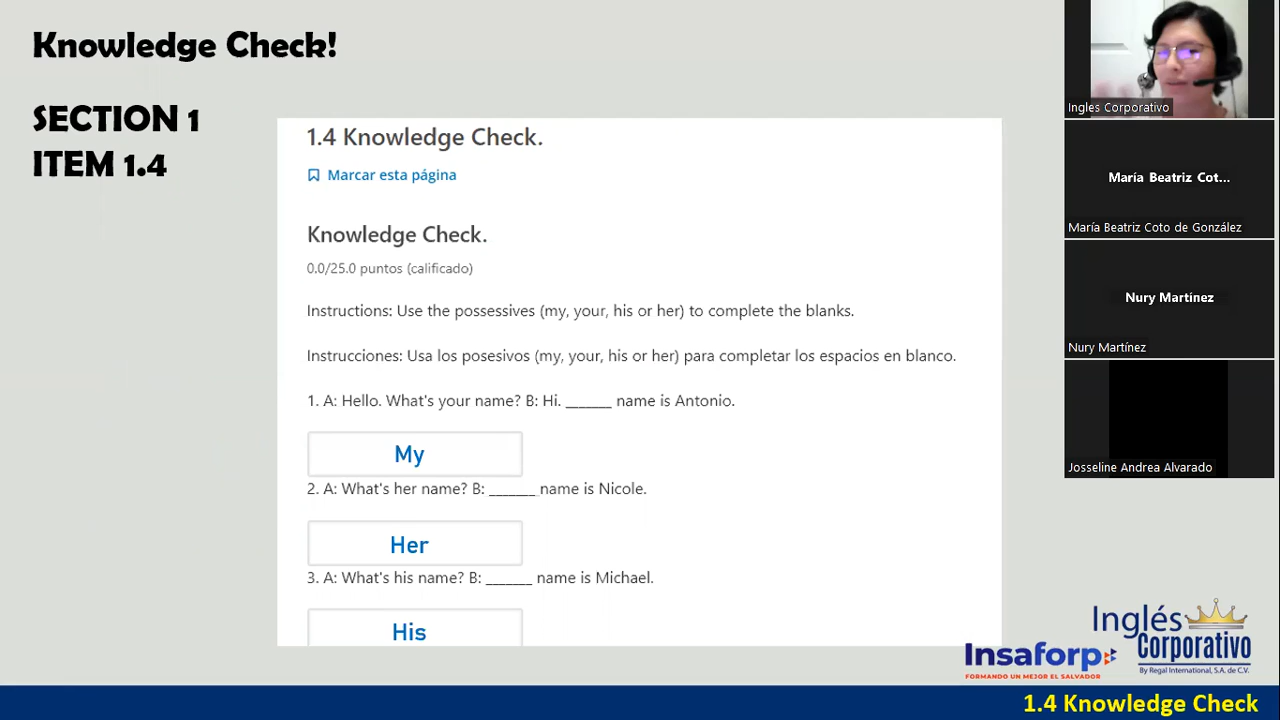 Knowledge Check!
SECTION 1
ITEM 1.4
1.4 Knowledge Check.
Marcar esta página
Knowledge Check.
0.0/25.0 puntos (calificado)
Instructions: Use the possessives (my, your, his or her) to complete the blanks.
Instrucciones: Usa los posesivos (my, your, his or her) para completar los espacios en blanco.
1. A: Hello. What's your name? B: Hi. _______ name is Antonio.
My
2. A: What's her name? B: _______ name is Nicole.
Her
3. A: What's his name? B: _______ name is Michael.
His
Ingles Corporativo
María Beatriz Cot...
María Beatriz Coto de González
Nury Martínez
Nury Martínez
Josseline Andrea Alvarado
Insaforp
FORMANDO UN MEJOR EL SALVADOR
Inglés
Corporativo
By Regal International, S.A. de C.V.
1.4 Knowledge Check